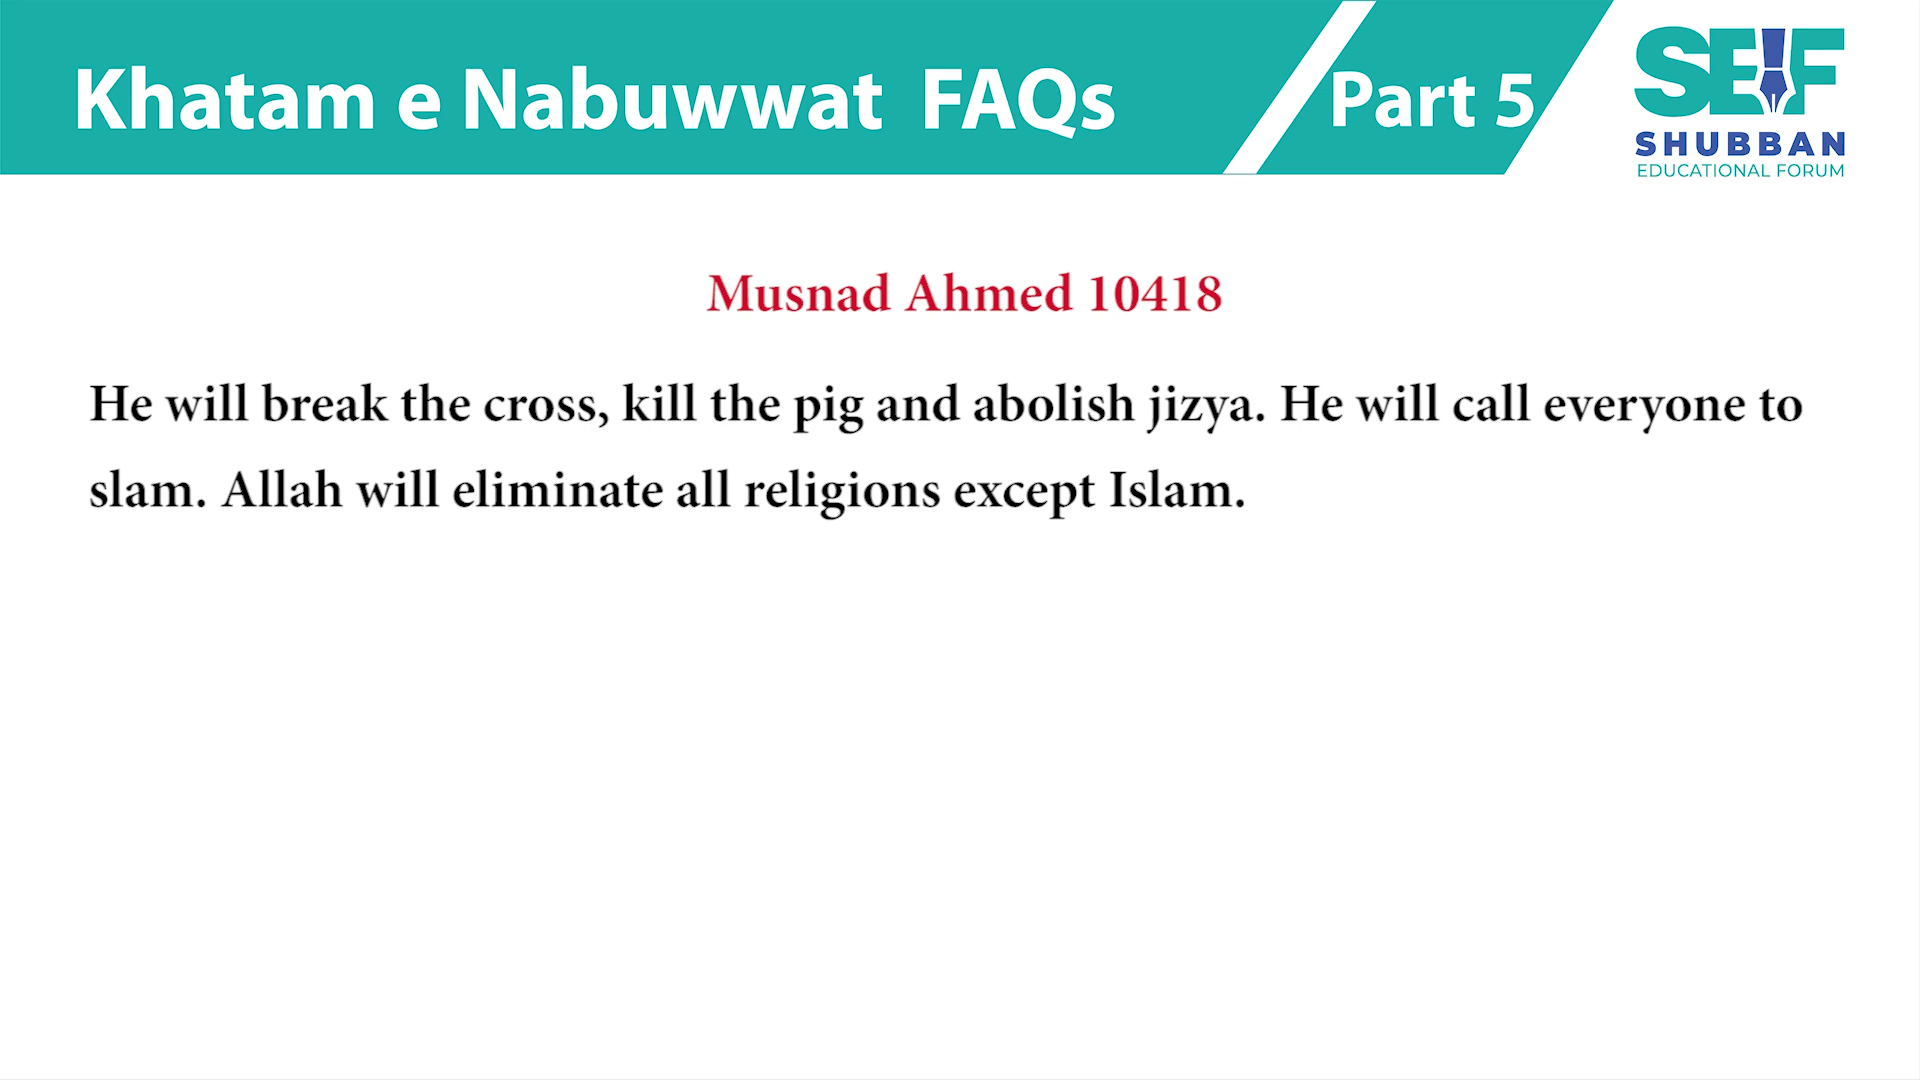 Khatam e Nabuwwat FAQs
Part 5
SEF
SHUBBAN
EDUCATIONAL FORUM
Musnad Ahmed 10418
He will break the cross, kill the pig and abolish jizya. He will call everyone to
slam. Allah will eliminate all religions except Islam.